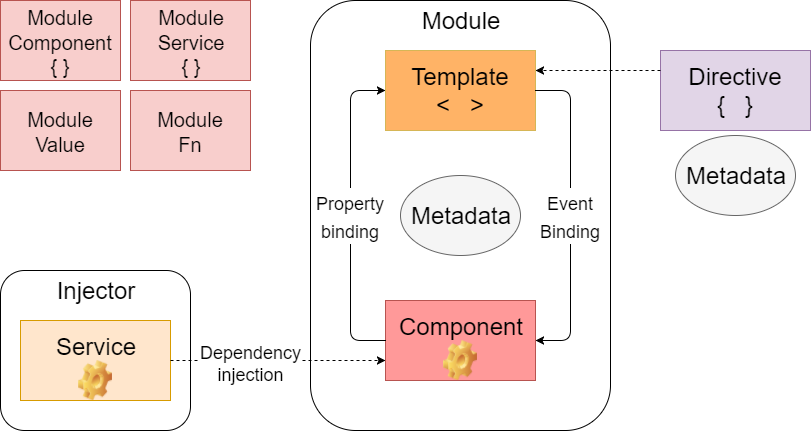 Module
Component
{ }
Module
Service
{ }
Module
Value
Module
Fn
Module
Template
< >
Directive
{ }
Metadata
Property
binding
Metadata
Event
Binding
Injector
Service
Dependency
injection
Component